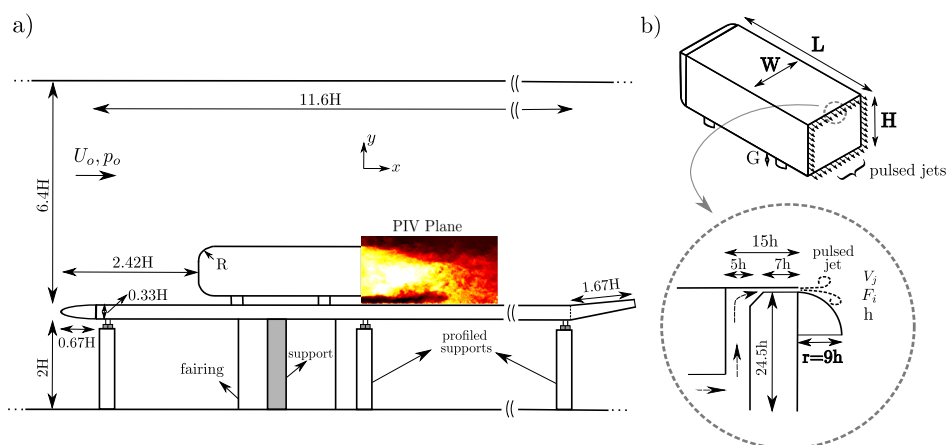 a)
b)
L
W
H
G
pulsed jets
11.6H
y
x
U_o, p_o
6.4H
PIV Plane
R
2.42H
0.33H
1.67H
0.67H
2H
fairing
support
profiled
supports
15h
5h
7h
pulsed
jet
V_j
F_i
h
24.5h
r=9h